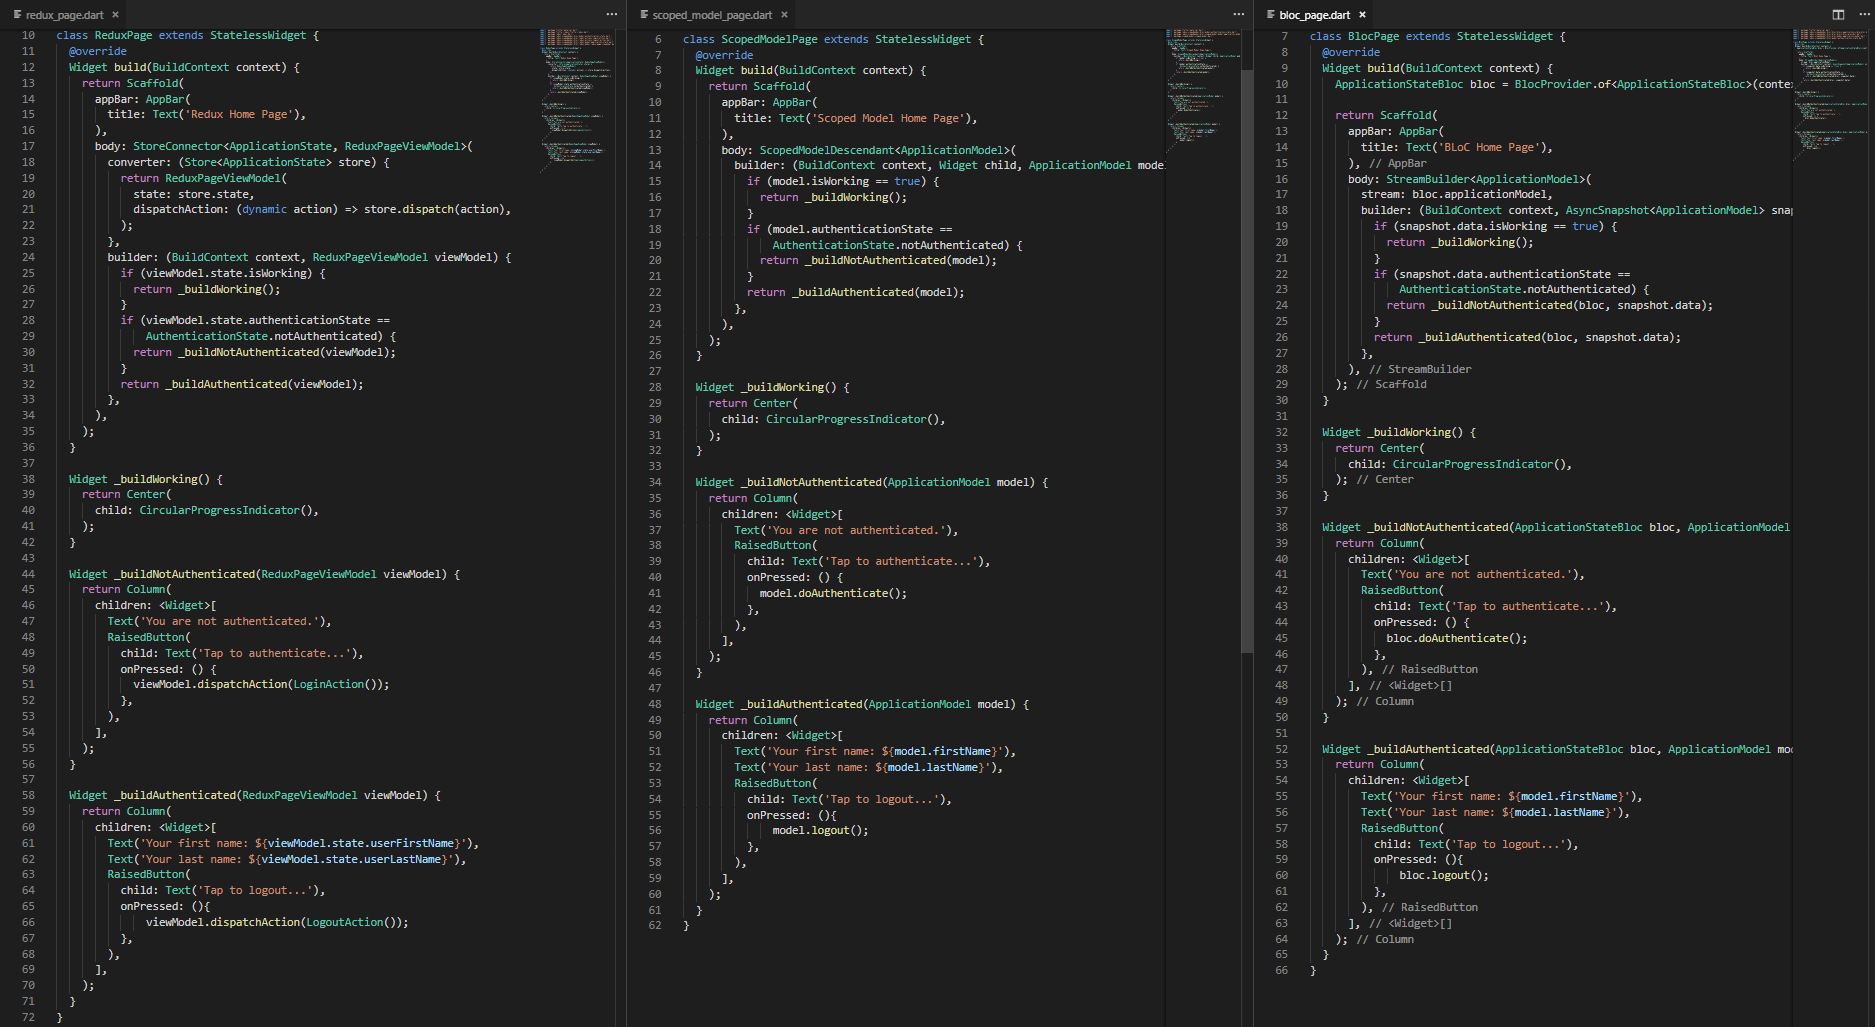 redux_page.dart ×
10 class ReduxPage extends StatelessWidget {
11 @override
12 Widget build(BuildContext context) {
13 return Scaffold(
14 appBar: AppBar(
15 title: Text('Redux Home Page'),
16 ),
17 body: StoreConnector<ApplicationState, ReduxPageViewModel>(
18 converter: (Store<ApplicationState> store) {
19 return ReduxPageViewModel(
20 state: store.state,
21 dispatchAction: (dynamic action) => store.dispatch(action),
22 );
23 },
24 builder: (BuildContext context, ReduxPageViewModel viewModel) {
25 if (viewModel.state.isWorking) {
26 return _buildWorking();
27 }
28 if (viewModel.state.authenticationState ==
29 AuthenticationState.notAuthenticated) {
30 return _buildNotAuthenticated(viewModel);
31 }
32 return _buildAuthenticated(viewModel);
33 },
34 ),
35 );
36 }
37
38 Widget _buildWorking() {
39 return Center(
40 child: CircularProgressIndicator(),
41 );
42 }
43
44 Widget _buildNotAuthenticated(ReduxPageViewModel viewModel) {
45 return Column(
46 children: <Widget>[
47 Text('You are not authenticated.'),
48 RaisedButton(
49 child: Text('Tap to authenticate...'),
50 onPressed: () {
51 viewModel.dispatchAction(LoginAction());
52 },
53 ),
54 ],
55 );
56 }
57
58 Widget _buildAuthenticated(ReduxPageViewModel viewModel) {
59 return Column(
60 children: <Widget>[
61 Text('Your first name: ${viewModel.state.userFirstName}'),
62 Text('Your last name: ${viewModel.state.userLastName}'),
63 RaisedButton(
64 child: Text('Tap to logout...'),
65 onPressed: (){
66 viewModel.dispatchAction(LogoutAction());
67 },
68 ),
69 ],
70 );
71 }
72 }
scoped_model_page.dart ×
6 class ScopedModelPage extends StatelessWidget {
7 @override
8 Widget build(BuildContext context) {
9 return Scaffold(
10 appBar: AppBar(
11 title: Text('Scoped Model Home Page'),
12 ),
13 body: ScopedModelDescendant<ApplicationModel>(
14 builder: (BuildContext context, Widget child, ApplicationModel mode
15 if (model.isWorking == true) {
16 return _buildWorking();
17 }
18 if (model.authenticationState ==
19 AuthenticationState.notAuthenticated) {
20 return _buildNotAuthenticated(model);
21 }
22 return _buildAuthenticated(model);
23 },
24 ),
25 );
26 }
27
28 Widget _buildWorking() {
29 return Center(
30 child: CircularProgressIndicator(),
31 );
32 }
33
34 Widget _buildNotAuthenticated(ApplicationModel model) {
35 return Column(
36 children: <Widget>[
37 Text('You are not authenticated.'),
38 RaisedButton(
39 child: Text('Tap to authenticate...'),
40 onPressed: () {
41 model.doAuthenticate();
42 },
43 ),
44 ],
45 );
46 }
47
48 Widget _buildAuthenticated(ApplicationModel model) {
49 return Column(
50 children: <Widget>[
51 Text('Your first name: ${model.firstName}'),
52 Text('Your last name: ${model.lastName}'),
53 RaisedButton(
54 child: Text('Tap to logout...'),
55 onPressed: (){
56 model.logout();
57 },
58 ),
59 ],
60 );
61 }
62 }
bloc_page.dart ×
7 class BlocPage extends StatelessWidget {
8 @override
9 Widget build(BuildContext context) {
10 ApplicationStateBloc bloc = BlocProvider.of<ApplicationStateBloc>(conte
11
12 return Scaffold(
13 appBar: AppBar(
14 title: Text('BLoC Home Page'),
15 ), // AppBar
16 body: StreamBuilder<ApplicationModel>(
17 stream: bloc.applicationModel,
18 builder: (BuildContext context, AsyncSnapshot<ApplicationModel> snap
19 if (snapshot.data.isWorking == true) {
20 return _buildWorking();
21 }
22 if (snapshot.data.authenticationState ==
23 AuthenticationState.notAuthenticated) {
24 return _buildNotAuthenticated(bloc, snapshot.data);
25 }
26 return _buildAuthenticated(bloc, snapshot.data);
27 },
28 ), // StreamBuilder
29 ); // Scaffold
30 }
31
32 Widget _buildWorking() {
33 return Center(
34 child: CircularProgressIndicator(),
35 ); // Center
36 }
37
38 Widget _buildNotAuthenticated(ApplicationStateBloc bloc, ApplicationModel
39 return Column(
40 children: <Widget>[
41 Text('You are not authenticated.'),
42 RaisedButton(
43 child: Text('Tap to authenticate...'),
44 onPressed: () {
45 bloc.doAuthenticate();
46 },
47 ), // RaisedButton
48 ], // <Widget>[]
49 ); // Column
50 }
51
52 Widget _buildAuthenticated(ApplicationStateBloc bloc, ApplicationModel mod
53 return Column(
54 children: <Widget>[
55 Text('Your first name: ${model.firstName}'),
56 Text('Your last name: ${model.lastName}'),
57 RaisedButton(
58 child: Text('Tap to logout...'),
59 onPressed: (){
60 bloc.logout();
61 },
62 ), // RaisedButton
63 ], // <Widget>[]
64 ); // Column
65 }
66 }